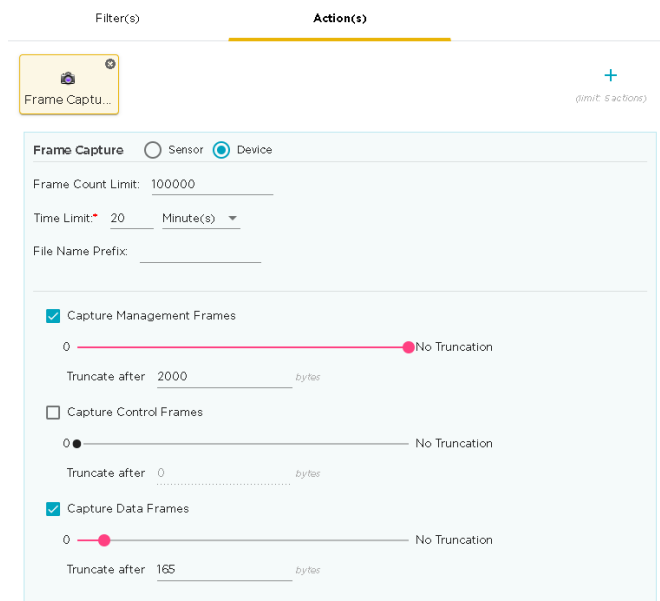 Filter(s) Action(s)
Frame Captu...
(limit: 5 actions)
Frame Capture Sensor Device
Frame Count Limit: 100000
Time Limit:* 20 Minute(s)
File Name Prefix:
Capture Management Frames
0 No Truncation
Truncate after 2000 bytes
Capture Control Frames
0 No Truncation
Truncate after 0 bytes
Capture Data Frames
0 No Truncation
Truncate after 165 bytes